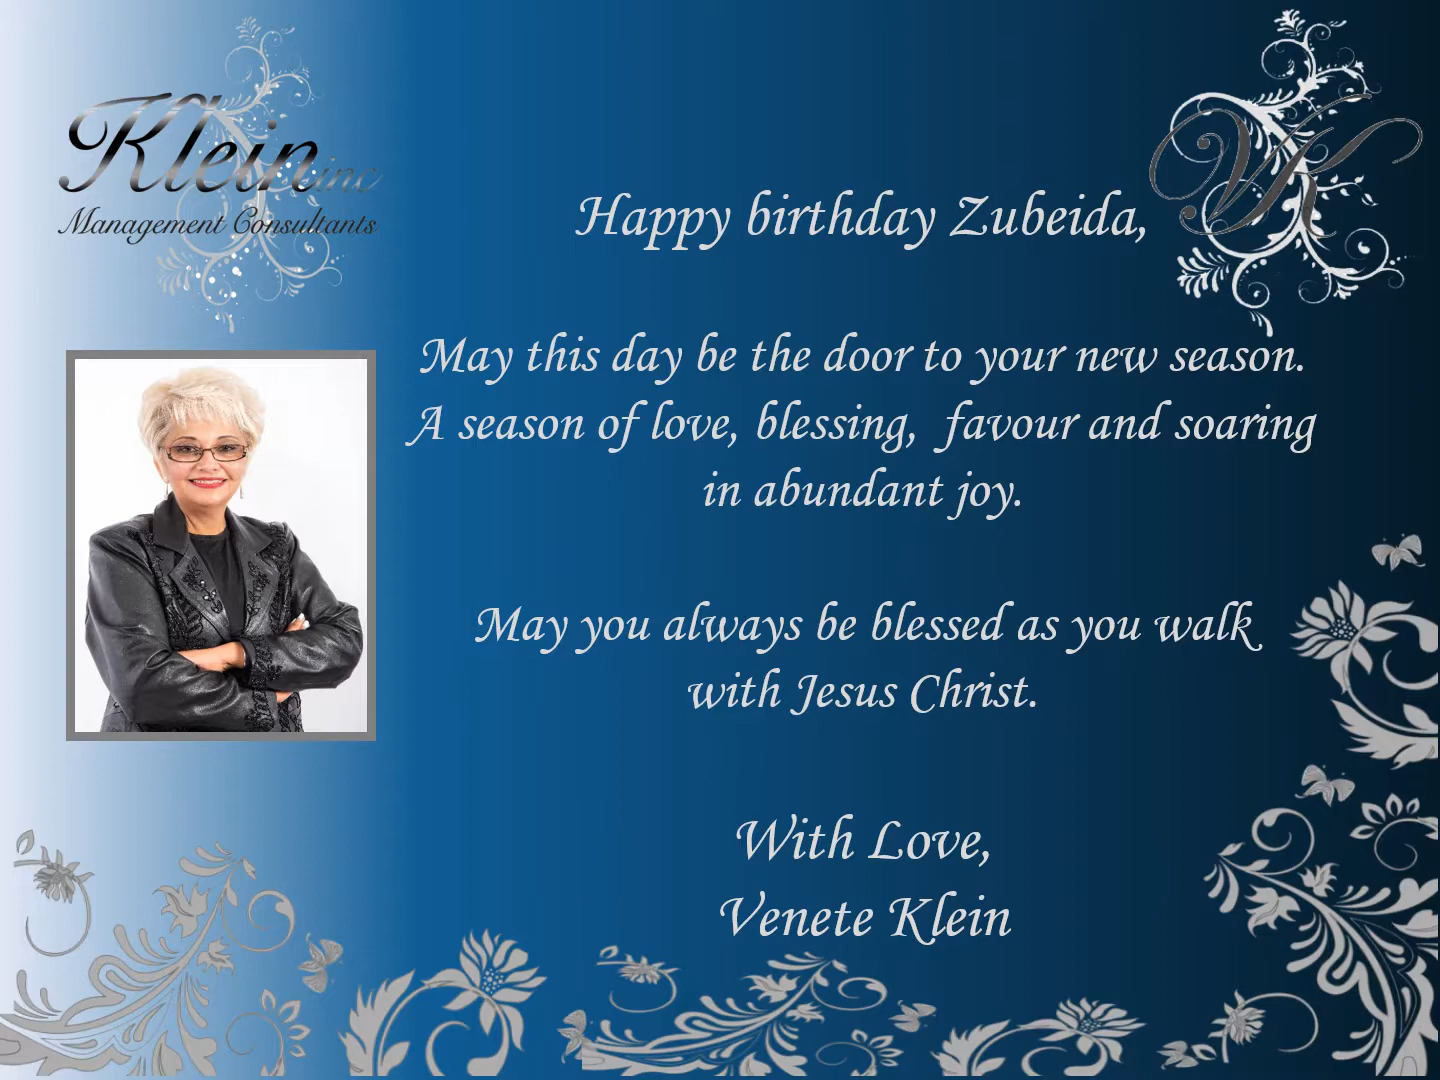 Klein inc
Management Consultants
VK
Happy birthday Zubeida,
May this day be the door to your new season.
A season of love, blessing, favour and soaring
in abundant joy.
May you always be blessed as you walk
with Jesus Christ.
With Love,
Venete Klein